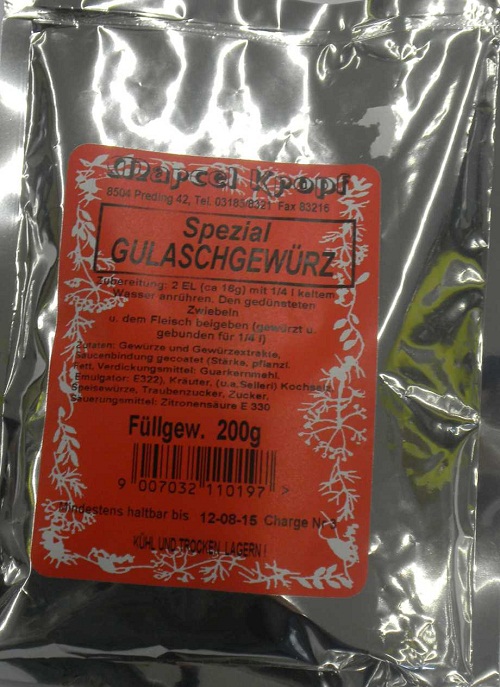 Marcel Kropf
8504 Preding 42, Tel. 03185/8321 Fax 83216
Spezial
GULASCHGEWÜRZ
Zubereitung: 2 EL (ca 18g) mit 1/4 l kaltem
Wasser anrühren. Den gedünsteten
Zwiebeln
u. dem Fleisch beigeben (gewürzt u.
gebunden für 1/4 l)
Zutaten: Gewürze und Gewürzextrakte,
Saucenbindung gecoatet (Stärke, pflanzl.
Fett, Verdickungsmittel: Guarkernmehl,
Emulgator: E322), Kräuter, (u.a.Selleri) Kochsalz,
Speisewürze, Traubenzucker, Zucker,
Säuerungsmittel: Zitronensäure E 330
Füllgew. 200g
9 007032 110197 >
Mindestens haltbar bis 12-08-15 Charge Nr 3
KÜHL UND TROCKEN LAGERN !